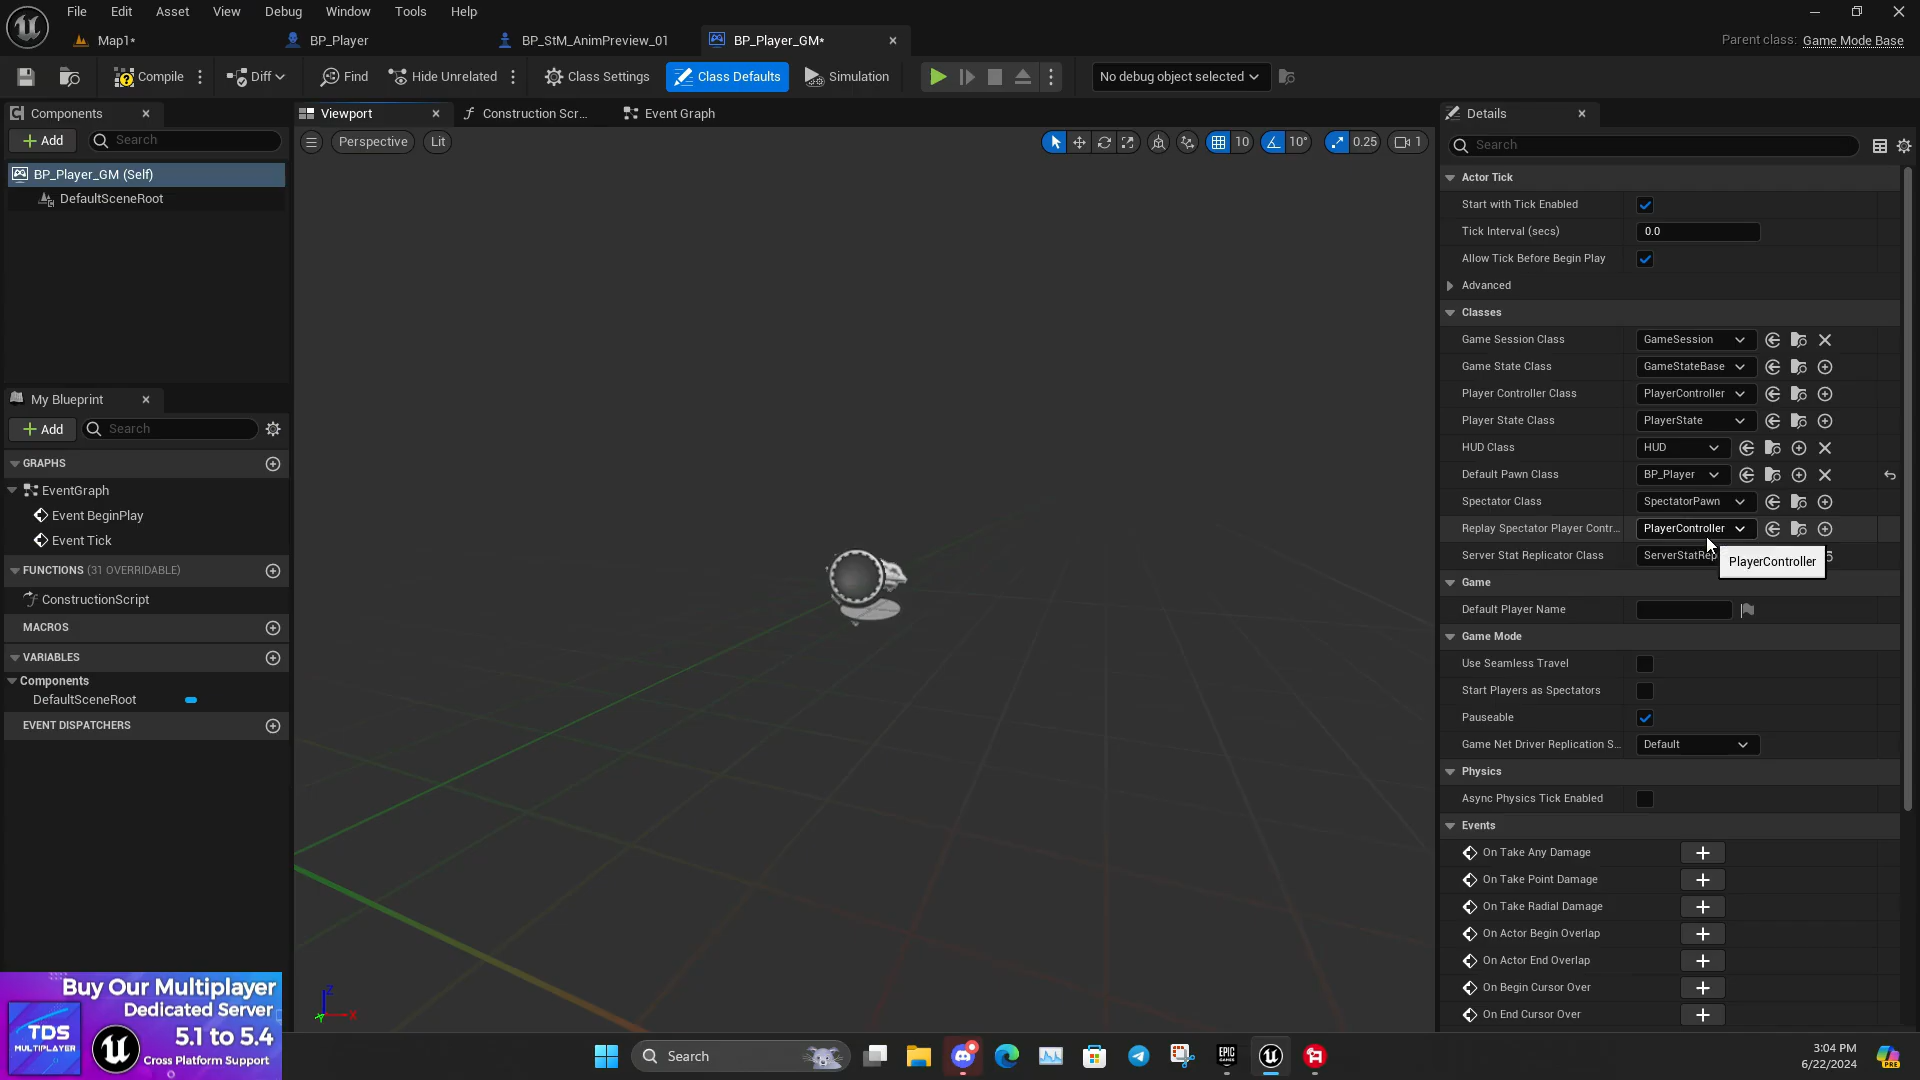 File Edit Asset View Debug Window Tools Help
Map1* BP_Player BP_StM_AnimPreview_01 BP_Player_GM* Parent class: Game Mode Base
Compile Diff Find Hide Unrelated Class Settings Class Defaults Simulation No debug object selected
Components Viewport Construction Scr... Event Graph Details
Add Search Perspective Lit 10 10° 0.25 1 Search
BP_Player_GM (Self)
DefaultSceneRoot
My Blueprint
Add Search
GRAPHS
EventGraph
Event BeginPlay
Event Tick
FUNCTIONS (31 OVERRIDABLE)
ConstructionScript
MACROS
VARIABLES
Components
DefaultSceneRoot
EVENT DISPATCHERS
Actor Tick
Start with Tick Enabled
Tick Interval (secs) 0.0
Allow Tick Before Begin Play
Advanced
Classes
Game Session Class GameSession
Game State Class GameStateBase
Player Controller Class PlayerController
Player State Class PlayerState
HUD Class HUD
Default Pawn Class BP_Player
Spectator Class SpectatorPawn
Replay Spectator Player Contr... PlayerController
Server Stat Replicator Class ServerStatRep
PlayerController
Game
Default Player Name
Game Mode
Use Seamless Travel
Start Players as Spectators
Pauseable
Game Net Driver Replication S... Default
Physics
Async Physics Tick Enabled
Events
On Take Any Damage
On Take Point Damage
On Take Radial Damage
On Actor Begin Overlap
On Actor End Overlap
On Begin Cursor Over
On End Cursor Over
Z
X
Buy Our Multiplayer
Dedicated Server
5.1 to 5.4
Cross Platform Support
TDS
MULTIPLAYER
Search
EPIC
GAMES
3:04 PM
6/22/2024
PRE